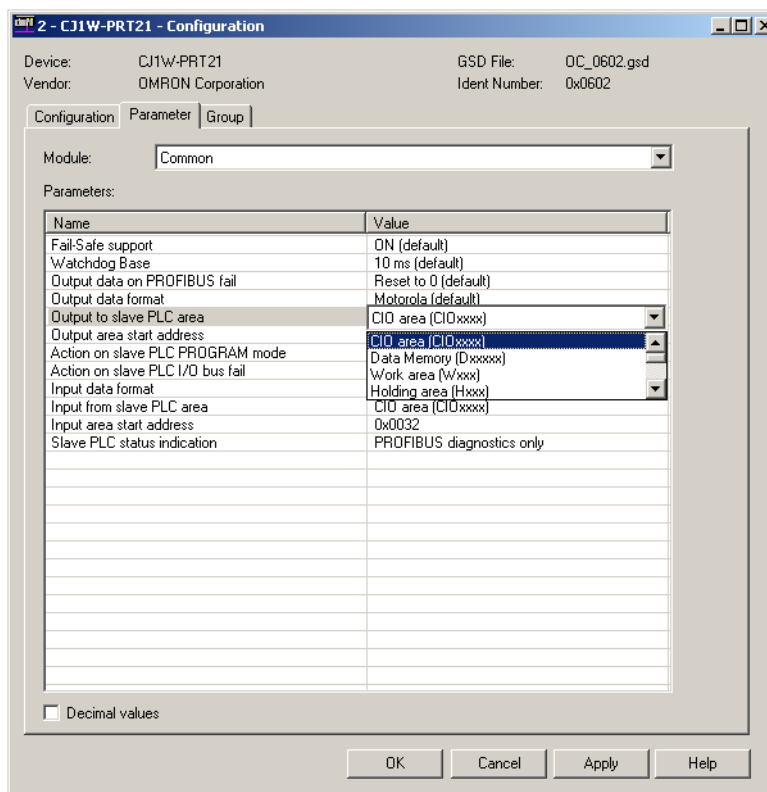 2 - CJ1W-PRT21 - Configuration
Device: CJ1W-PRT21 GSD File: OC_0602.gsd
Vendor: OMRON Corporation Ident Number: 0x0602
Configuration Parameter Group
Module: Common
Parameters:
Name Value
Fail-Safe support ON (default)
Watchdog Base 10 ms (default)
Output data on PROFIBUS fail Reset to 0 (default)
Output data format Motorola (default)
Output to slave PLC area CIO area (CIOxxxx)
Output area start address CIO area (CIOxxxx)
Action on slave PLC PROGRAM mode Data Memory (Dxxxxx)
Action on slave PLC I/O bus fail Work area (Wxxx)
Input data format Holding area (Hxxx)
Input from slave PLC area CIO area (CIOxxxx)
Input area start address 0x0032
Slave PLC status indication PROFIBUS diagnostics only
Decimal values
OK Cancel Apply Help